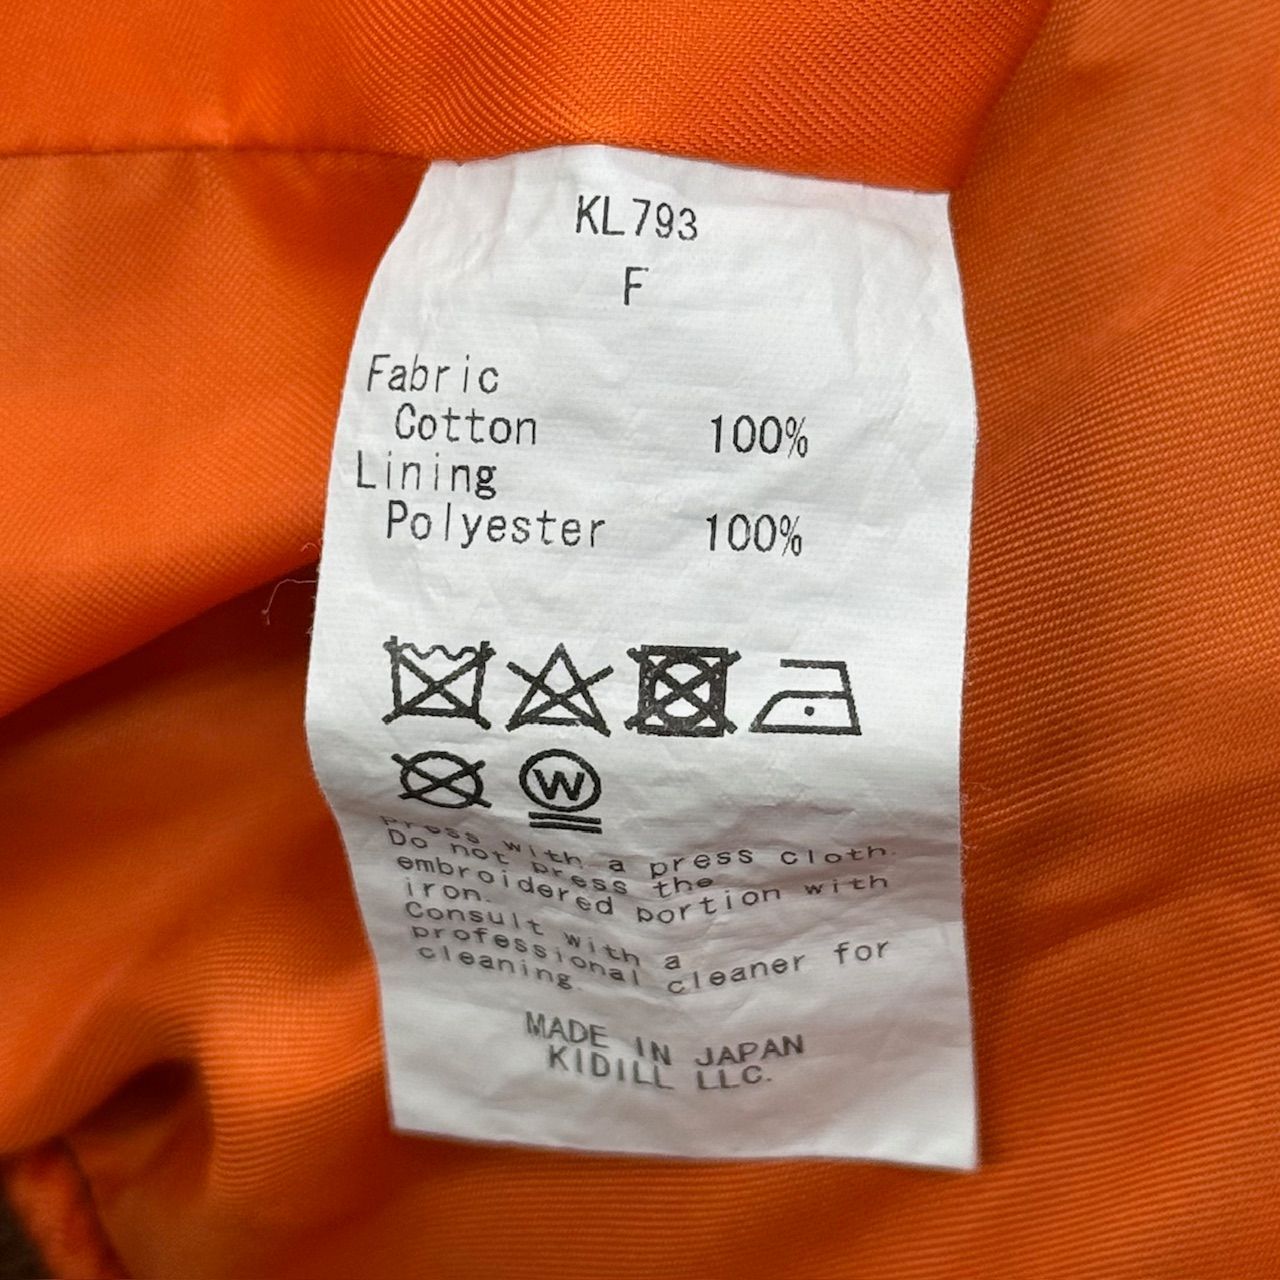 KL793
F
Fabric
Cotton 100%
Lining
Polyester 100%
W
Press with a press cloth.
Do not press the
embroidered portion with
iron.
Consult with a
professional cleaner for
cleaning.
MADE IN JAPAN
KIDILL LLC.